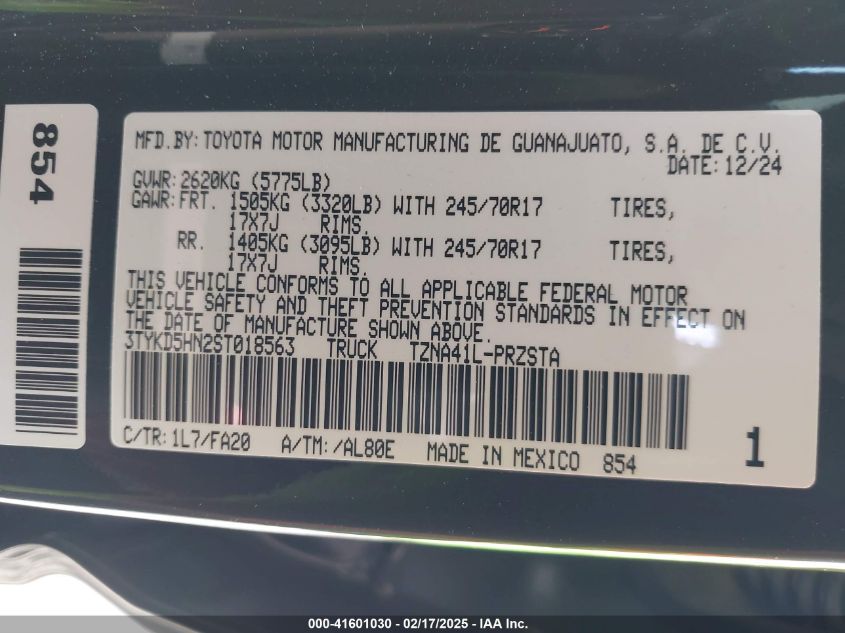 854
MFD.BY: TOYOTA MOTOR MANUFACTURING DE GUANAJUATO, S.A. DE C.V.
DATE: 12/24
GVWR: 2620KG (5775LB)
GAWR: FRT. 1505KG (3320LB) WITH 245/70R17 TIRES,
17X7J RIMS.
RR. 1405KG (3095LB) WITH 245/70R17 TIRES,
17X7J RIMS.
THIS VEHICLE CONFORMS TO ALL APPLICABLE FEDERAL MOTOR
VEHICLE SAFETY AND THEFT PREVENTION STANDARDS IN EFFECT ON
THE DATE OF MANUFACTURE SHOWN ABOVE.
3TYKD5HN2ST018563 TRUCK TZNA41L-PRZSTA
C/TR: 1L7/FA20 A/TM: /AL80E MADE IN MEXICO 854
1
000-41601030 - 02/17/2025 - IAA Inc.